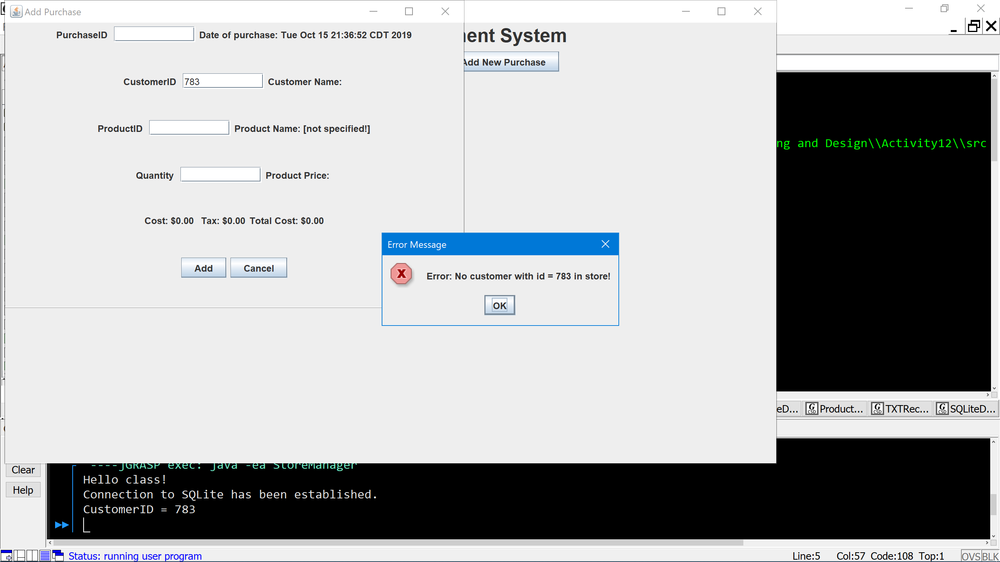 Add Purchase
PurchaseID Date of purchase: Tue Oct 15 21:36:52 CDT 2019
ent System
Add New Purchase
CustomerID 783 Customer Name:
ProductID Product Name: [not specified!]
ng and Design\\Activity12\\src
Quantity Product Price:
Cost: $0.00 Tax: $0.00 Total Cost: $0.00
Add Cancel
Error Message
Error: No customer with id = 783 in store!
OK
eD... Product... TXTRec... SQLiteD...
Clear
Help
----jGRASP exec: java -ea StoreManager
Hello class!
Connection to SQLite has been established.
CustomerID = 783
Status: running user program
Line:5 Col:57 Code:108 Top:1 OVS BLK